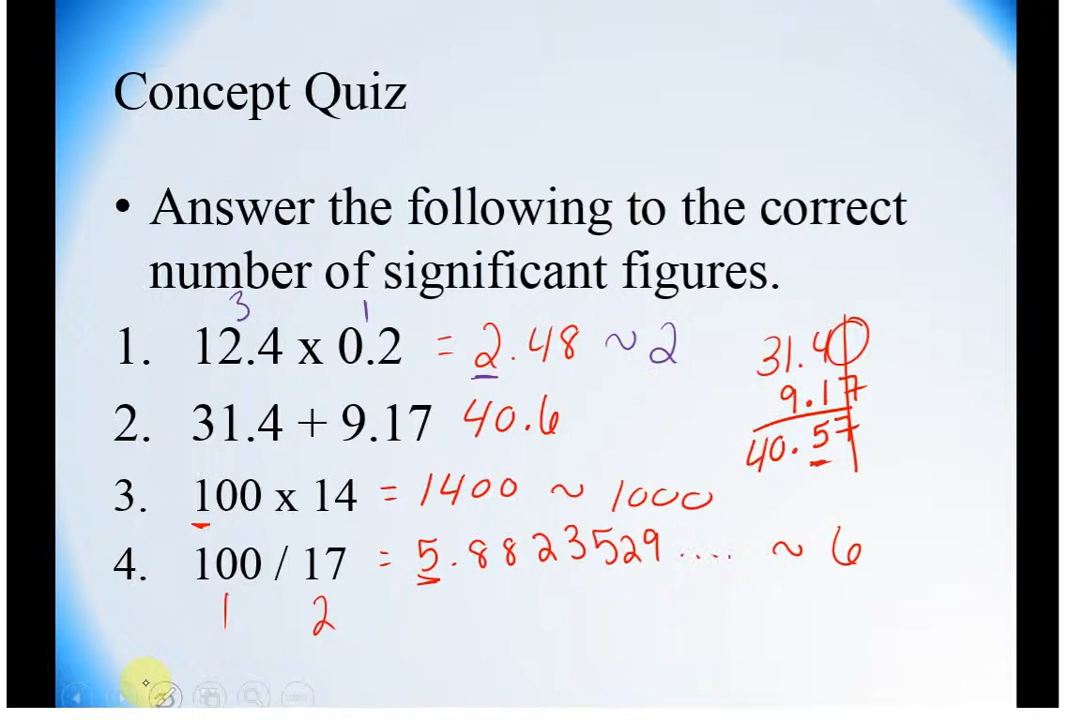 Concept Quiz
• Answer the following to the correct
number of significant figures.
3 1
1. 12.4 x 0.2 = 2.48 ~ 2
2. 31.4 + 9.17 40.6
31.40
9.17
40.57
3. 100 x 14 = 1400 ~ 1000
4. 100 / 17 = 5.8823529.... ~ 6
1 2